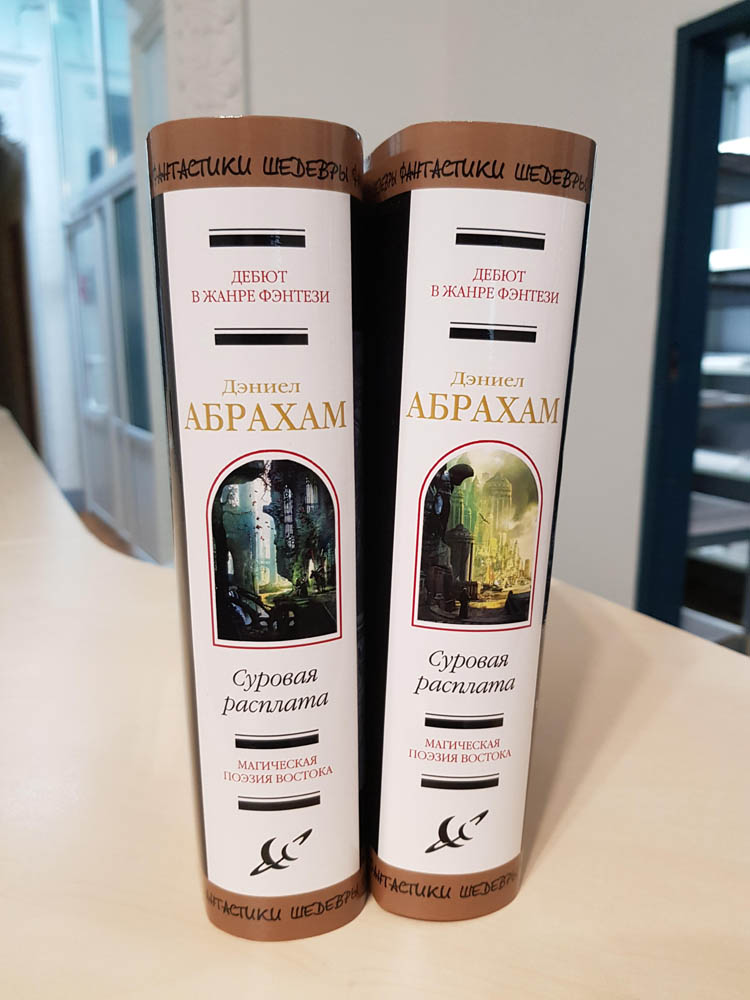 ФАНТАСТИКИ ШЕДЕВРЫ
ДЕБЮТ
В ЖАНРЕ ФЭНТЕЗИ
Дэниел
АБРАХАМ
Суровая
расплата
МАГИЧЕСКАЯ
ПОЭЗИЯ ВОСТОКА
ФАНТАСТИКИ ШЕДЕВРЫ
ШЕДЕВРЫ ФАНТАСТИКИ ШЕДЕВРЫ
ДЕБЮТ
В ЖАНРЕ ФЭНТЕЗИ
Дэниел
АБРАХАМ
Суровая
расплата
МАГИЧЕСКАЯ
ПОЭЗИЯ ВОСТОКА
ФАНТАСТИКИ ШЕДЕВРЫ